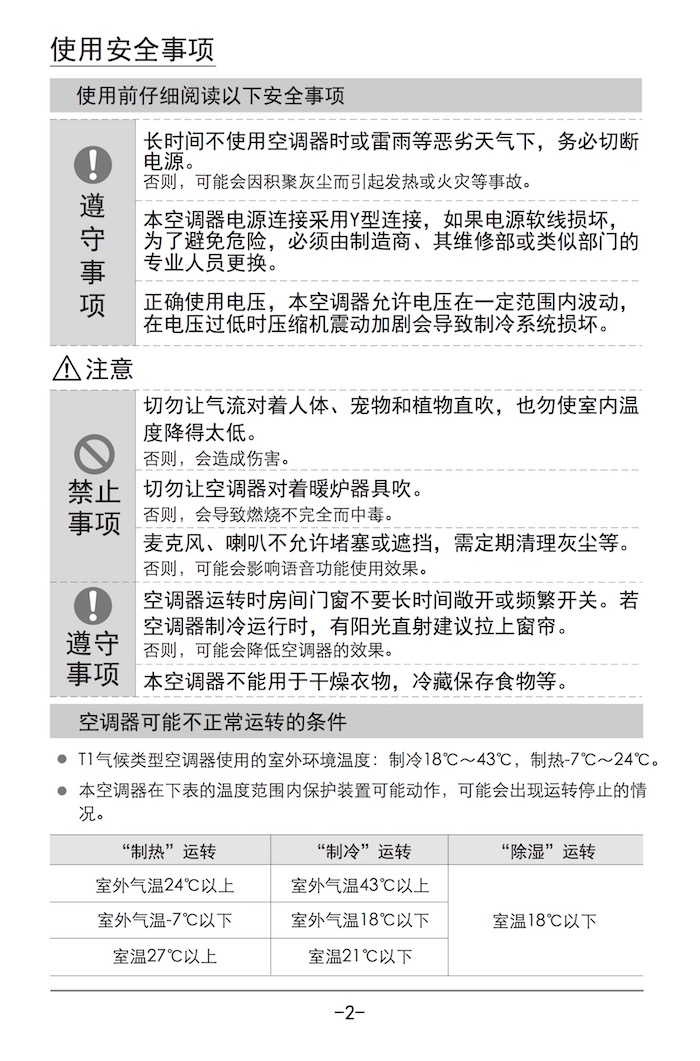 使用安全事项
使用前仔细阅读以下安全事项
遵
守
事
项
长时间不使用空调器时或雷雨等恶劣天气下，务必切断
电源。
否则，可能会因积聚灰尘而引起发热或火灾等事故。
本空调器电源连接采用Y型连接，如果电源软线损坏，
为了避免危险，必须由制造商、其维修部或类似部门的
专业人员更换。
正确使用电压，本空调器允许电压在一定范围内波动，
在电压过低时压缩机震动加剧会导致制冷系统损坏。
注意
禁止
事项
切勿让气流对着人体、宠物和植物直吹，也勿使室内温
度降得太低。
否则，会造成伤害。
切勿让空调器对着暖炉器具吹。
否则，会导致燃烧不完全而中毒。
麦克风、喇叭不允许堵塞或遮挡，需定期清理灰尘等。
否则，可能会影响语音功能使用效果。
遵守
事项
空调器运转时房间门窗不要长时间敞开或频繁开关。若
空调器制冷运行时，有阳光直射建议拉上窗帘。
否则，可能会降低空调器的效果。
本空调器不能用于干燥衣物，冷藏保存食物等。
空调器可能不正常运转的条件
● T1气候类型空调器使用的室外环境温度：制冷18℃～43℃，制热-7℃～24℃。
● 本空调器在下表的温度范围内保护装置可能动作，可能会出现运转停止的情
况。
“制热”运转 “制冷”运转 “除湿”运转
室外气温24℃以上 室外气温43℃以上
室外气温-7℃以下 室外气温18℃以下 室温18℃以下
室温27℃以上 室温21℃以下
-2-